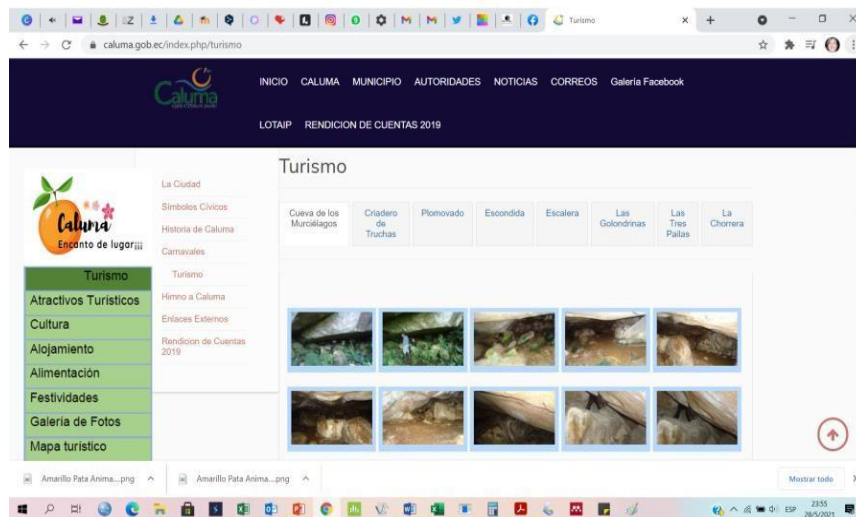 Turismo
caluma.gob.ec/index.php/turismo
Caluma
INICIO CALUMA MUNICIPIO AUTORIDADES NOTICIAS CORREOS Galería Facebook
LOTAIP RENDICION DE CUENTAS 2019
Turismo
Caluma
Encanto de lugar¡¡¡
Turismo
Atractivos Turísticos
Cultura
Alojamiento
Alimentación
Festividades
Galería de Fotos
Mapa turístico
La Ciudad
Símbolos Cívicos
Historia de Caluma
Carnavales
Turismo
Himno a Caluma
Enlaces Externos
Rendicion de Cuentas
2019
Cueva de los
Murciélagos
Criadero
de
Truchas
Plomovado
Escondida
Escalera
Las
Golondrinas
Las
Tres
Pailas
La
Chorrera
Amarillo Pata Anima....png
Amarillo Pata Anima....png
Mostrar todo
ESP
23:55
28/5/2021